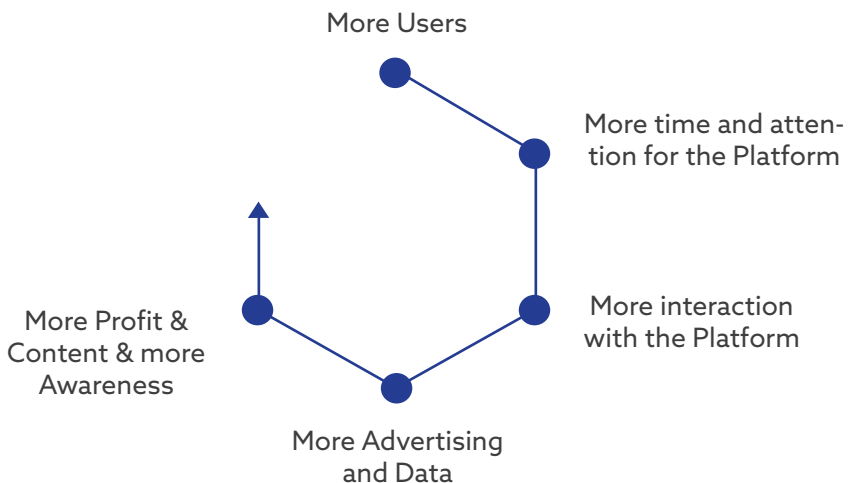 More Users
More time and atten-
tion for the Platform
More interaction
with the Platform
More Advertising
and Data
More Profit &
Content & more
Awareness